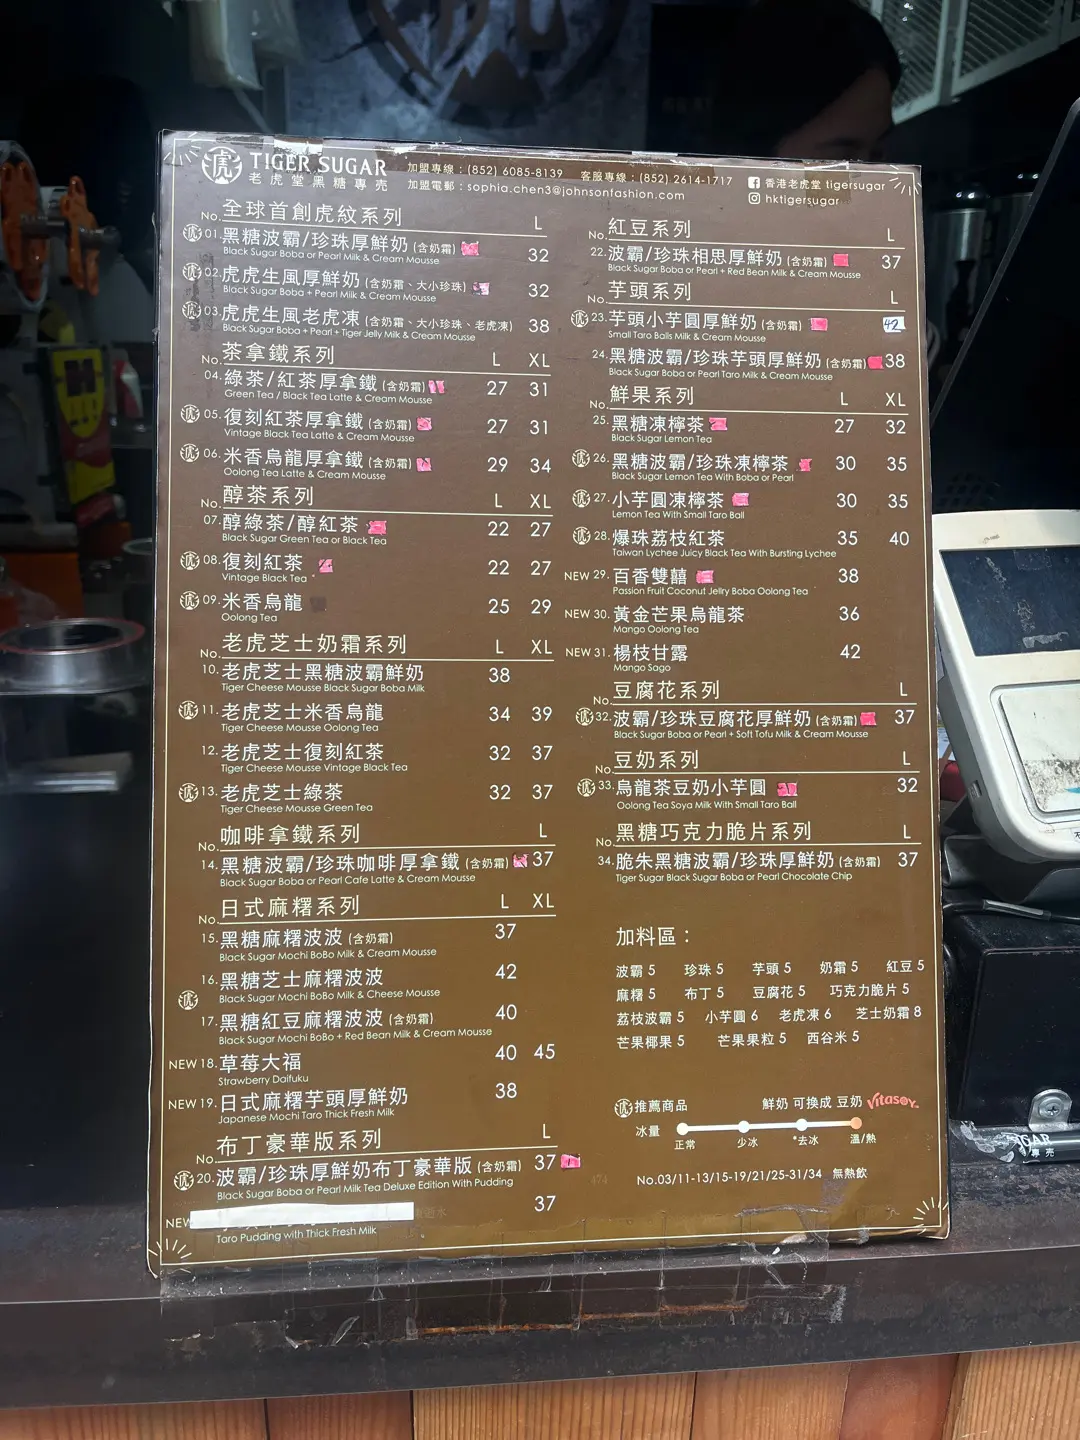 虎 TIGER SUGAR
老虎堂黑糖專売
加盟專線：(852) 6085-8139 客服專線：(852) 2614-1717
加盟電郵：sophia.chen3@johnsonfashion.com
香港老虎堂 tigersugar
hktigersugar
No. 全球首創虎紋系列 L
虎 01. 黑糖波霸/珍珠厚鮮奶 (含奶霜) 32
Black Sugar Boba or Pearl Milk & Cream Mousse
虎 02. 虎虎生風厚鮮奶 (含奶霜、大小珍珠) 32
Black Sugar Boba + Pearl Milk & Cream Mousse
虎 03. 虎虎生風老虎凍 (含奶霜、大小珍珠、老虎凍) 38
Black Sugar Boba + Pearl + Tiger Jelly Milk & Cream Mousse
No. 茶拿鐵系列 L XL
04. 綠茶/紅茶厚拿鐵 (含奶霜) 27 31
Green Tea / Black Tea Latte & Cream Mousse
虎 05. 復刻紅茶厚拿鐵 (含奶霜) 27 31
Vintage Black Tea Latte & Cream Mousse
虎 06. 米香烏龍厚拿鐵 (含奶霜) 29 34
Oolong Tea Latte & Cream Mousse
No. 醇茶系列 L XL
07. 醇綠茶/醇紅茶 22 27
Black Sugar Green Tea or Black Tea
虎 08. 復刻紅茶 22 27
Vintage Black Tea
虎 09. 米香烏龍 25 29
Oolong Tea
No. 老虎芝士奶霜系列 L XL
10. 老虎芝士黑糖波霸鮮奶 38
Tiger Cheese Mousse Black Sugar Boba Milk
虎 11. 老虎芝士米香烏龍 34 39
Tiger Cheese Mousse Oolong Tea
12. 老虎芝士復刻紅茶 32 37
Tiger Cheese Mousse Vintage Black Tea
虎 13. 老虎芝士綠茶 32 37
Tiger Cheese Mousse Green Tea
No. 咖啡拿鐵系列 L
14. 黑糖波霸/珍珠咖啡厚拿鐵 (含奶霜) 37
Black Sugar Boba or Pearl Cafe Latte & Cream Mousse
No. 日式麻糬系列 L XL
15. 黑糖麻糬波波 (含奶霜) 37
Black Sugar Mochi BoBo Milk & Cream Mousse
虎 16. 黑糖芝士麻糬波波 42
Black Sugar Mochi BoBo Milk & Cheese Mousse
17. 黑糖紅豆麻糬波波 (含奶霜) 40
Black Sugar Mochi BoBo + Red Bean Milk & Cream Mousse
NEW 18. 草莓大福 40 45
Strawberry Daifuku
NEW 19. 日式麻糬芋頭厚鮮奶 38
Japanese Mochi Taro Thick Fresh Milk
No. 布丁豪華版系列 L
虎 20. 波霸/珍珠厚鮮奶布丁豪華版 (含奶霜) 37
Black Sugar Boba or Pearl Milk Tea Deluxe Edition With Pudding
NEW 37
Taro Pudding with Thick Fresh Milk
No. 紅豆系列 L
22. 波霸/珍珠相思厚鮮奶 (含奶霜) 37
Black Sugar Boba or Pearl + Red Bean Milk & Cream Mousse
No. 芋頭系列 L
虎 23. 芋頭小芋圓厚鮮奶 (含奶霜) 42
Small Taro Balls Milk & Cream Mousse
24. 黑糖波霸/珍珠芋頭厚鮮奶 (含奶霜) 38
Black Sugar Boba or Pearl Taro Milk & Cream Mousse
No. 鮮果系列 L XL
25. 黑糖凍檸茶 27 32
Black Sugar Lemon Tea
虎 26. 黑糖波霸/珍珠凍檸茶 30 35
Black Sugar Lemon Tea With Boba or Pearl
虎 27. 小芋圓凍檸茶 30 35
Lemon Tea With Small Taro Ball
虎 28. 爆珠荔枝紅茶 35 40
Taiwan Lychee Juicy Black Tea With Bursting Lychee
NEW 29. 百香雙囍 38
Passion Fruit Coconut Jellry Boba Oolong Tea
NEW 30. 黃金芒果烏龍茶 36
Mango Oolong Tea
NEW 31. 楊枝甘露 42
Mango Sago
No. 豆腐花系列 L
虎 32. 波霸/珍珠豆腐花厚鮮奶 (含奶霜) 37
Black Sugar Boba or Pearl + Soft Tofu Milk & Cream Mousse
No. 豆奶系列 L
虎 33. 烏龍茶豆奶小芋圓 32
Oolong Tea Soya Milk With Small Taro Ball
No. 黑糖巧克力脆片系列 L
34. 脆朱黑糖波霸/珍珠厚鮮奶 (含奶霜) 37
Tiger Sugar Black Sugar Boba or Pearl Chocolate Chip
加料區：
波霸 5 珍珠 5 芋頭 5 奶霜 5 紅豆 5
麻糬 5 布丁 5 豆腐花 5 巧克力脆片 5
荔枝波霸 5 小芋圓 6 老虎凍 6 芝士奶霜 8
芒果椰果 5 芒果果粒 5 西谷米 5
虎 推薦商品 鮮奶 可換成 豆奶 Vitasoy
冰量 正常 少冰 *去冰 溫/熱
No.03/11-13/15-19/21/25-31/34 無熱飲